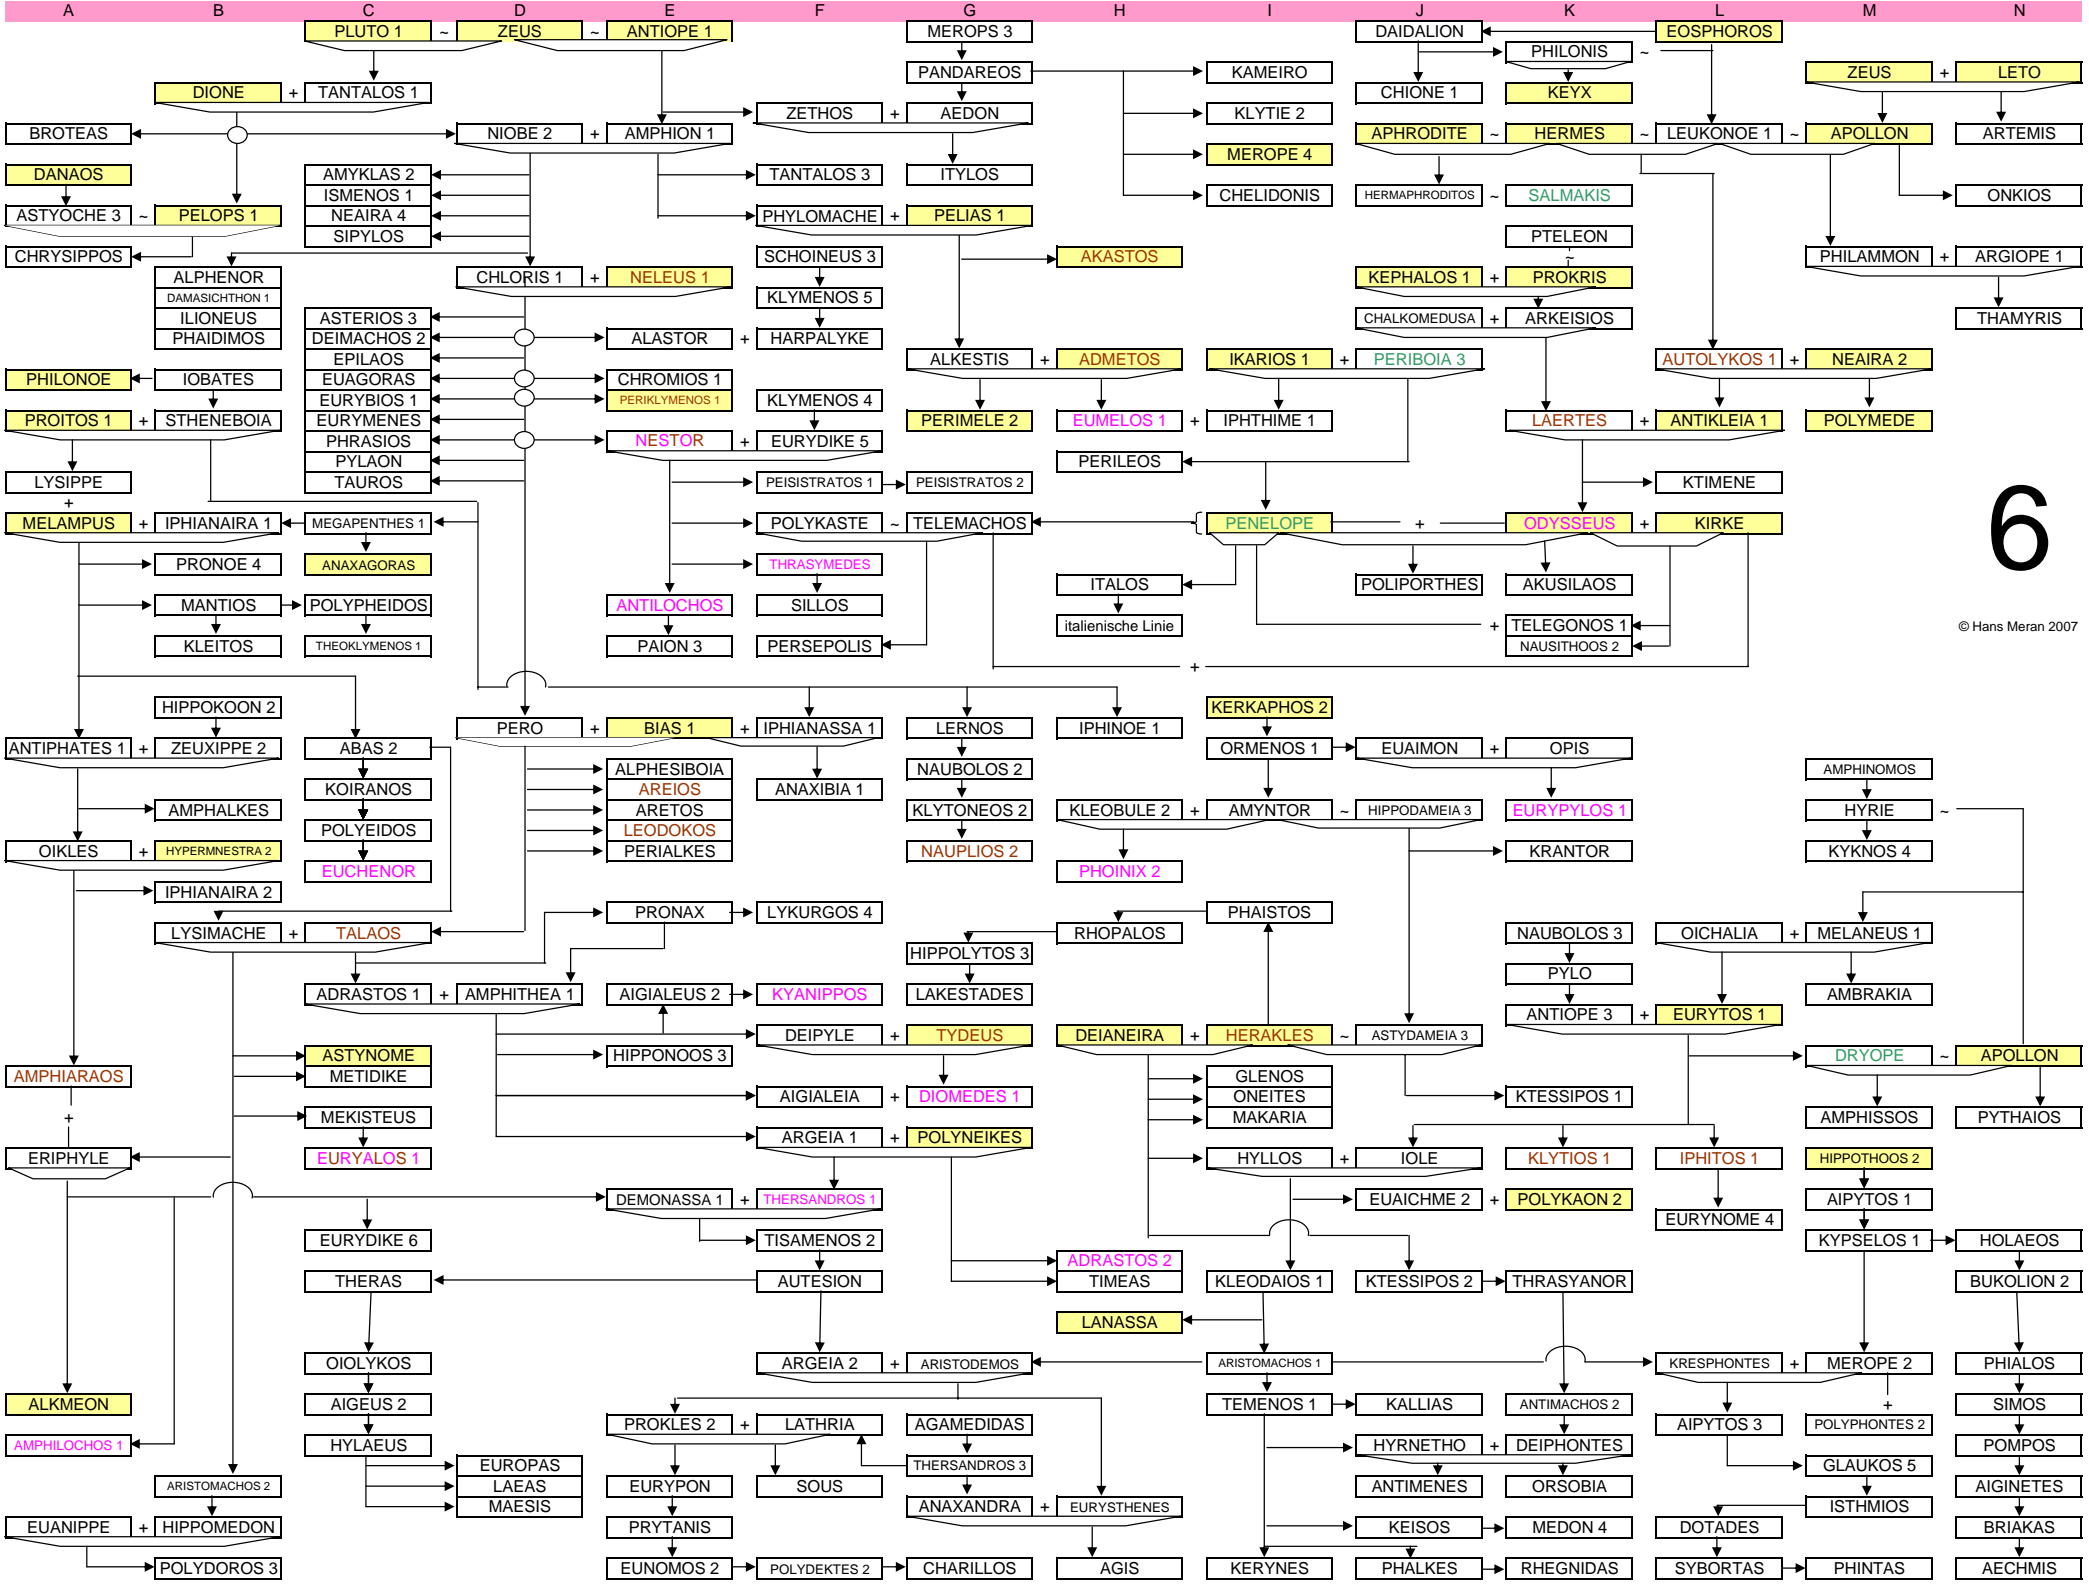 A B C D E F G H I J K L M N
PLUTO 1 ~ ZEUS ~ ANTIOPE 1 MEROPS 3 DAIDALION EOSPHOROS
PHILONIS ~
PANDAREOS KAMEIRO ZEUS + LETO
DIONE + TANTALOS 1 CHIONE 1 KEYX
ZETHOS + AEDON KLYTIE 2
BROTEAS NIOBE 2 + AMPHION 1 APHRODITE ~ HERMES ~ LEUKONOE 1 ~ APOLLON ARTEMIS
MEROPE 4
DANAOS AMYKLAS 2 TANTALOS 3 ITYLOS
ISMENOS 1 CHELIDONIS HERMAPHRODITOS ~ SALMAKIS ONKIOS
ASTYOCHE 3 ~ PELOPS 1 NEAIRA 4 PHYLOMACHE + PELIAS 1
SIPYLOS PTELEON
CHRYSIPPOS SCHOINEUS 3 AKASTOS ~ PHILAMMON + ARGIOPE 1
ALPHENOR CHLORIS 1 + NELEUS 1 KEPHALOS 1 + PROKRIS
DAMASICHTHON 1 KLYMENOS 5
ILIONEUS ASTERIOS 3 CHALKOMEDUSA + ARKEISIOS THAMYRIS
PHAIDIMOS DEIMACHOS 2 ALASTOR + HARPALYKE
EPILAOS ALKESTIS + ADMETOS IKARIOS 1 + PERIBOIA 3 AUTOLYKOS 1 + NEAIRA 2
PHILONOE IOBATES EUAGORAS CHROMIOS 1
EURYBIOS 1 PERIKLYMENOS 1 KLYMENOS 4
PROITOS 1 + STHENEBOIA EURYMENES PERIMELE 2 EUMELOS 1 + IPHTHIME 1 LAERTES + ANTIKLEIA 1 POLYMEDE
PHRASIOS NESTOR + EURYDIKE 5
PYLAON PERILEOS
LYSIPPE TAUROS PEISISTRATOS 1 PEISISTRATOS 2 KTIMENE
+
MELAMPUS + IPHIANAIRA 1 MEGAPENTHES 1 POLYKASTE ~ TELEMACHOS PENELOPE + ODYSSEUS + KIRKE
6
PRONOE 4 ANAXAGORAS THRASYMEDES
ITALOS POLIPORTHES AKUSILAOS
MANTIOS POLYPHEIDOS ANTILOCHOS SILLOS
italienische Linie + TELEGONOS 1 © Hans Meran 2007
KLEITOS THEOKLYMENOS 1 PAION 3 PERSEPOLIS NAUSITHOOS 2
+
HIPPOKOON 2 KERKAPHOS 2
PERO + BIAS 1 + IPHIANASSA 1 LERNOS IPHINOE 1
ANTIPHATES 1 + ZEUXIPPE 2 ABAS 2 ORMENOS 1 EUAIMON + OPIS
ALPHESIBOIA NAUBOLOS 2 AMPHINOMOS
KOIRANOS AREIOS ANAXIBIA 1
AMPHALKES ARETOS KLYTONEOS 2 KLEOBULE 2 + AMYNTOR ~ HIPPODAMEIA 3 EURYPYLOS 1 HYRIE ~
POLYEIDOS LEODOKOS
OIKLES + HYPERMNESTRA 2 PERIALKES NAUPLIOS 2 KRANTOR KYKNOS 4
EUCHENOR PHOINIX 2
IPHIANAIRA 2
PRONAX LYKURGOS 4 PHAISTOS
LYSIMACHE + TALAOS RHOPALOS NAUBOLOS 3 OICHALIA + MELANEUS 1
HIPPOLYTOS 3
PYLO
ADRASTOS 1 + AMPHITHEA 1 AIGIALEUS 2 KYANIPPOS LAKESTADES AMBRAKIA
ANTIOPE 3 + EURYTOS 1
DEIPYLE + TYDEUS DEIANEIRA + HERAKLES ~ ASTYDAMEIA 3
ASTYNOME HIPPONOOS 3 DRYOPE ~ APOLLON
AMPHIARAOS METIDIKE GLENOS
AIGIALEIA + DIOMEDES 1 ONEITES KTESSIPOS 1
+ MEKISTEUS MAKARIA AMPHISSOS PYTHAIOS
ARGEIA 1 + POLYNEIKES
ERIPHYLE EURYALOS 1 HYLLOS + IOLE KLYTIOS 1 IPHITOS 1 HIPPOTHOOS 2
DEMONASSA 1 + THERSANDROS 1 EUAICHME 2 + POLYKAON 2 AIPYTOS 1
EURYNOME 4
EURYDIKE 6 TISAMENOS 2 KYPSELOS 1 HOLAEOS
ADRASTOS 2
THERAS AUTESION TIMEAS KLEODAIOS 1 KTESSIPOS 2 THRASYANOR BUKOLION 2
LANASSA
OIOLYKOS ARGEIA 2 + ARISTODEMOS ARISTOMACHOS 1 KRESPHONTES + MEROPE 2 PHIALOS
ALKMEON AIGEUS 2 TEMENOS 1 KALLIAS ANTIMACHOS 2 + SIMOS
PROKLES 2 + LATHRIA AGAMEDIDAS AIPYTOS 3 POLYPHONTES 2
AMPHILOCHOS 1 HYLAEUS HYRNETHO + DEIPHONTES POMPOS
EUROPAS THERSANDROS 3 GLAUKOS 5
ARISTOMACHOS 2 LAEAS EURYPON SOUS ANTIMENES ORSOBIA AIGINETES
MAESIS ANAXANDRA + EURYSTHENES ISTHMIOS
EUANIPPE + HIPPOMEDON PRYTANIS KEISOS MEDON 4 DOTADES BRIAKAS
POLYDOROS 3 EUNOMOS 2 POLYDEKTES 2 CHARILLOS AGIS KERYNES PHALKES RHEGNIDAS SYBORTAS PHINTAS AECHMIS